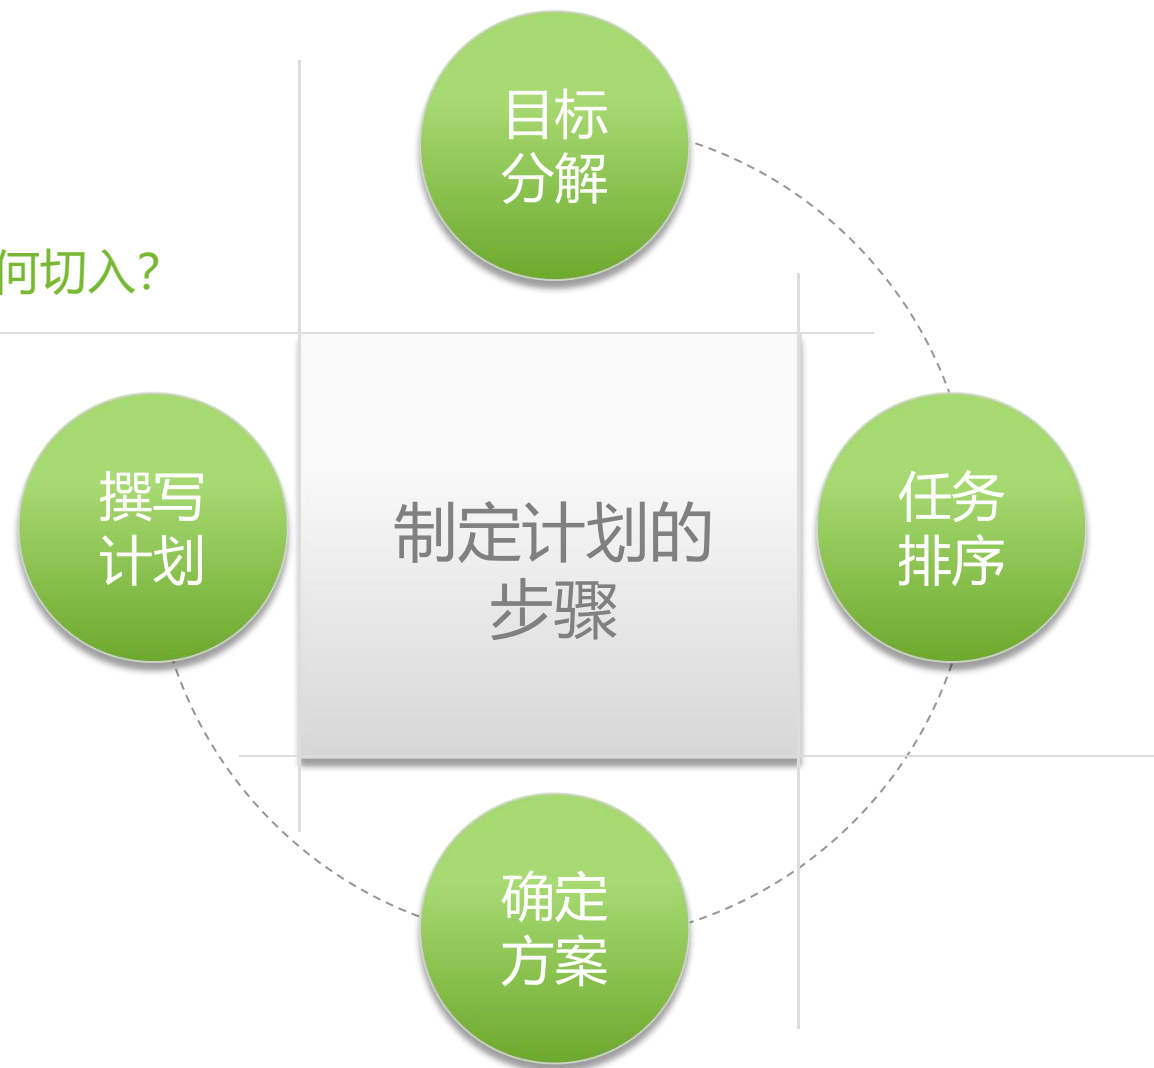 目标
分解
何切入？
撰写
计划
制定计划的
步骤
任务
排序
确定
方案